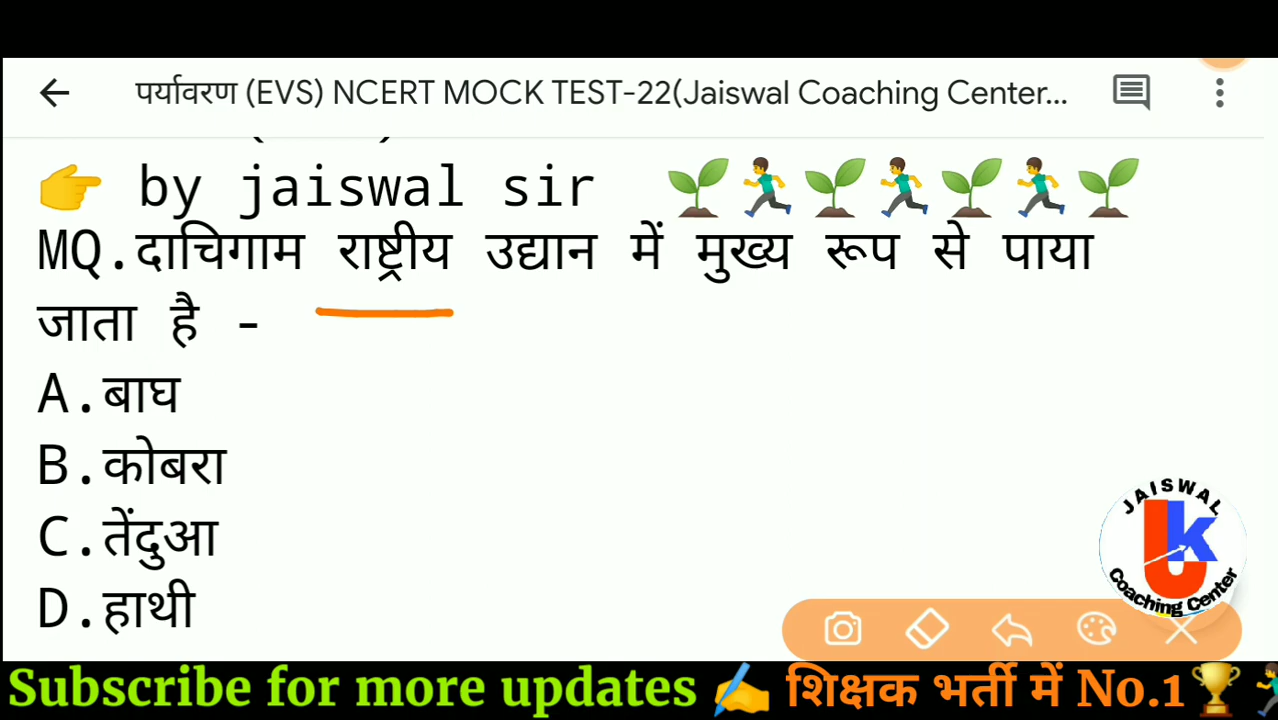 पर्यावरण (EVS) NCERT MOCK TEST-22(Jaiswal Coaching Center...
👉 by jaiswal sir 🌱🏃‍♂️🌱🏃‍♂️🌱🏃‍♂️🌱
MQ.दाचिगाम राष्ट्रीय उद्यान में मुख्य रूप से पाया
जाता है -
A.बाघ
B.कोबरा
C.तेंदुआ
D.हाथी
JAISWAL
Jk
Coaching Center
Subscribe for more updates ✍️ शिक्षक भर्ती में No.1🏆